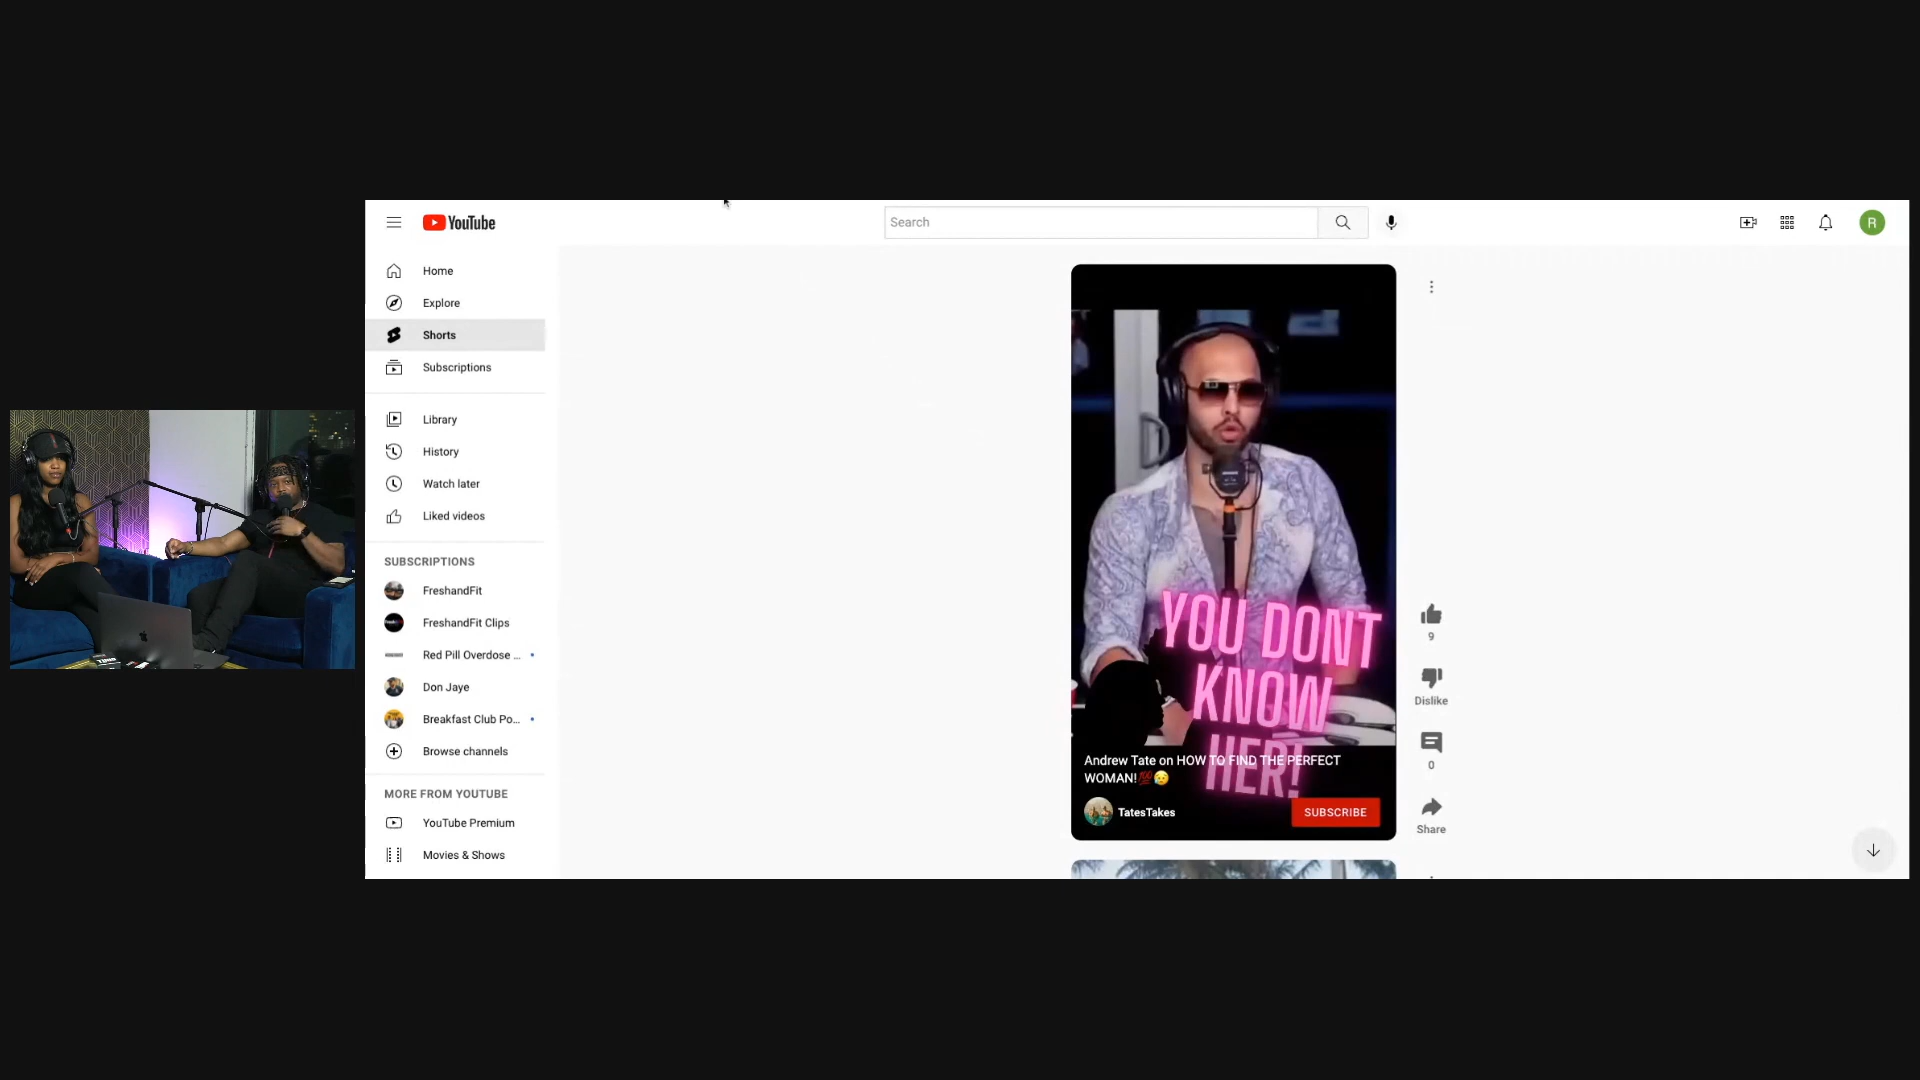 YouTube
Search
R
Home
Explore
Shorts
Subscriptions
Library
History
Watch later
Liked videos
SUBSCRIPTIONS
FreshandFit
FreshandFit Clips
Red Pill Overdose ...
Don Jaye
Breakfast Club Po...
Browse channels
MORE FROM YOUTUBE
YouTube Premium
Movies & Shows
YOU DONT
KNOW
HER!
Andrew Tate on HOW TO FIND THE PERFECT
WOMAN!💯😥
TatesTakes
SUBSCRIBE
9
Dislike
0
Share